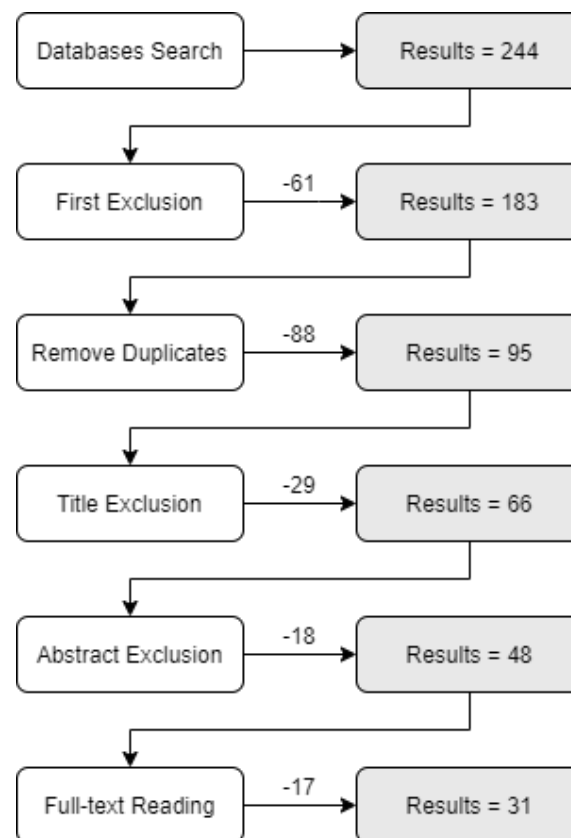 Databases Search
Results = 244
First Exclusion
-61
Results = 183
Remove Duplicates
-88
Results = 95
Title Exclusion
-29
Results = 66
Abstract Exclusion
-18
Results = 48
Full-text Reading
-17
Results = 31